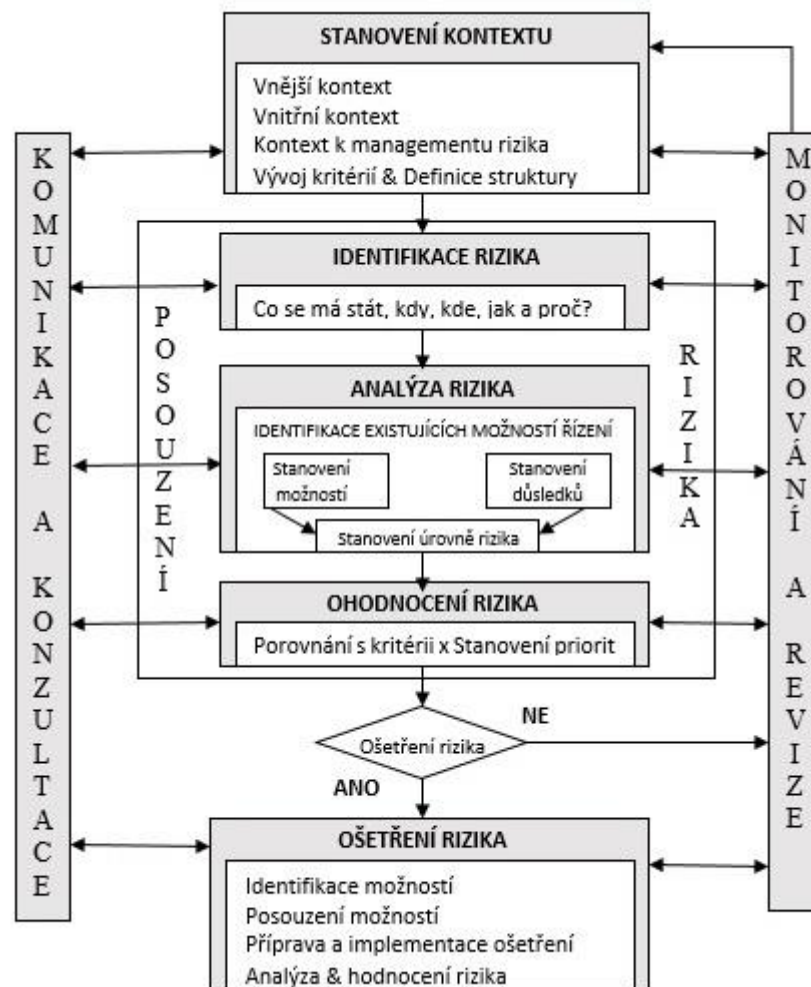 STANOVENÍ KONTEXTU
Vnější kontext
Vnitřní kontext
Kontext k managementu rizika
Vývoj kritérií & Definice struktury
KOMUNIKACE A KONZULTACE
MONITOROVÁNÍ A REVIZE
POSOUZENÍ
RIZIKA
IDENTIFIKACE RIZIKA
Co se má stát, kdy, kde, jak a proč?
ANALÝZA RIZIKA
IDENTIFIKACE EXISTUJÍCÍCH MOŽNOSTÍ ŘÍZENÍ
Stanovení
možností
Stanovení
důsledků
Stanovení úrovně rizika
OHODNOCENÍ RIZIKA
Porovnání s kritérii x Stanovení priorit
Ošetření rizika
NE
ANO
OŠETŘENÍ RIZIKA
Identifikace možností
Posouzení možností
Příprava a implementace ošetření
Analýza & hodnocení rizika